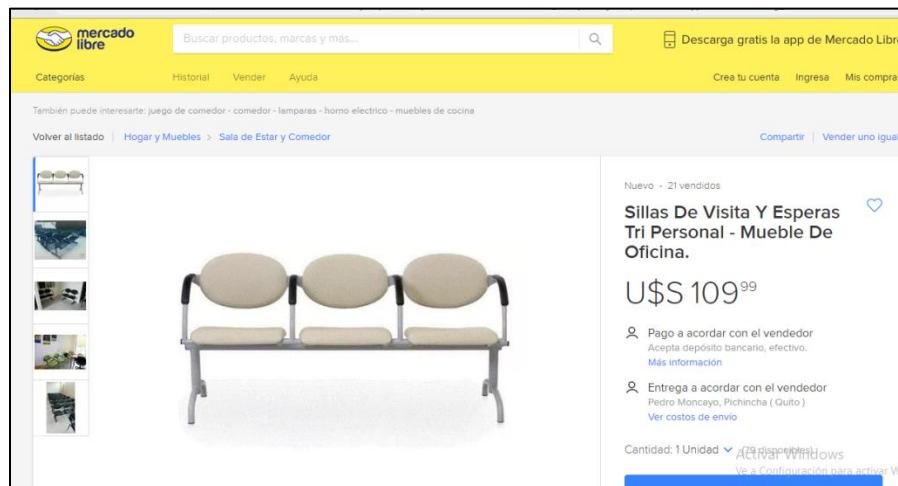 mercado
libre
Buscar productos, marcas y más...
Descarga gratis la app de Mercado Libre
Categorías Historial Vender Ayuda Crea tu cuenta Ingresa Mis compra
También puede interesarte: juego de comedor - comedor - lamparas - horno electrico - muebles de cocina
Volver al listado | Hogar y Muebles > Sala de Estar y Comedor Compartir | Vender uno igual
Nuevo - 21 vendidos
Sillas De Visita Y Esperas
Tri Personal - Mueble De
Oficina.
U$S 109⁹⁹
Pago a acordar con el vendedor
Acepta depósito bancario, efectivo.
Más información
Entrega a acordar con el vendedor
Pedro Moncayo, Pichincha ( Quito )
Ver costos de envío
Cantidad: 1 Unidad (79 disponibles)
Activar Windows
Ve a Configuración para activar W